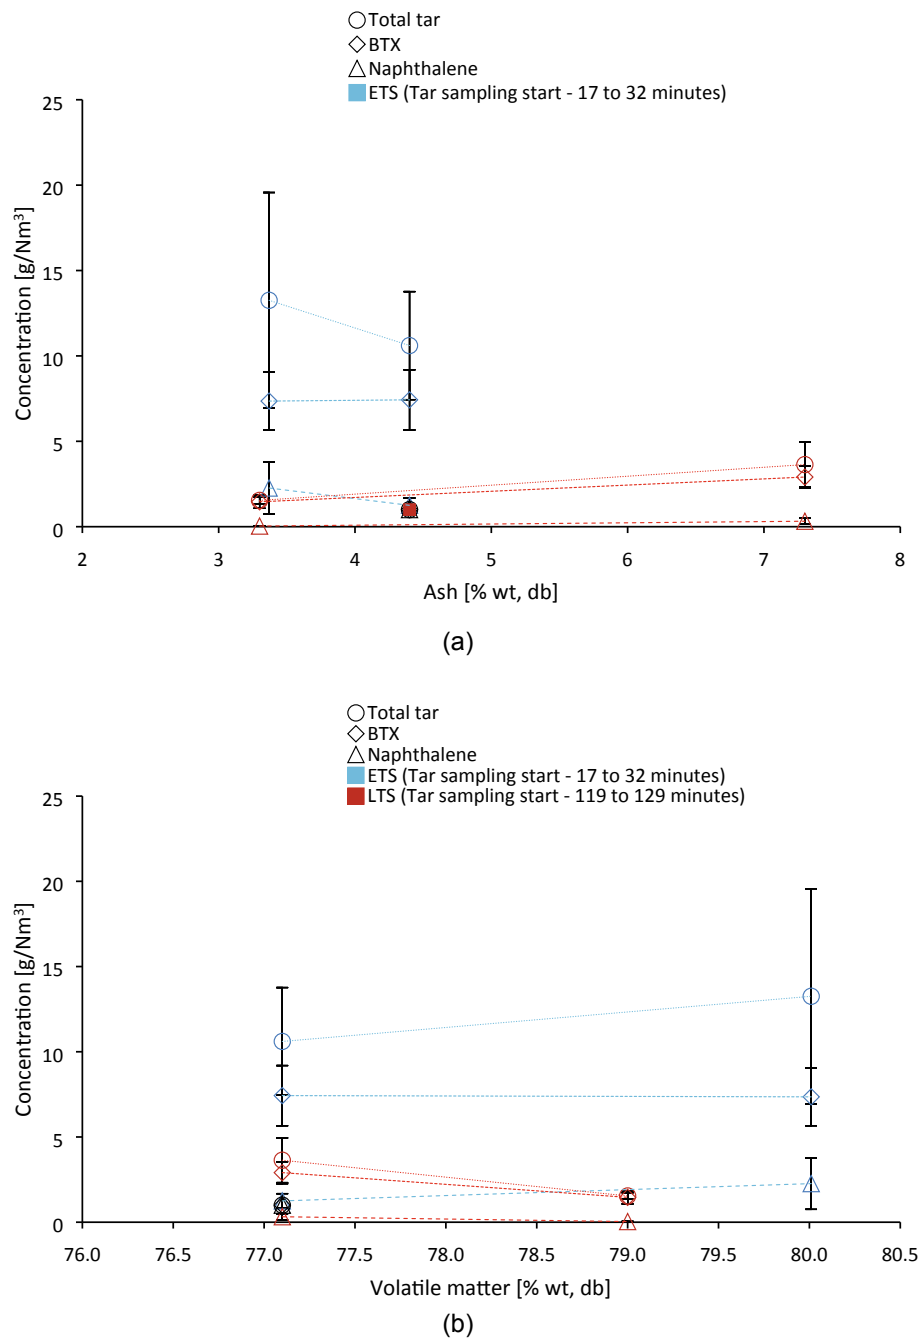 Total tar
BTX
Naphthalene
ETS (Tar sampling start - 17 to 32 minutes)
25
20
15
10
5
0
Concentration [g/Nm³]
2 3 4 5 6 7 8
Ash [% wt, db]
(a)
Total tar
BTX
Naphthalene
ETS (Tar sampling start - 17 to 32 minutes)
LTS (Tar sampling start - 119 to 129 minutes)
25
20
15
10
5
0
Concentration [g/Nm³]
76.0 76.5 77.0 77.5 78.0 78.5 79.0 79.5 80.0 80.5
Volatile matter [% wt, db]
(b)